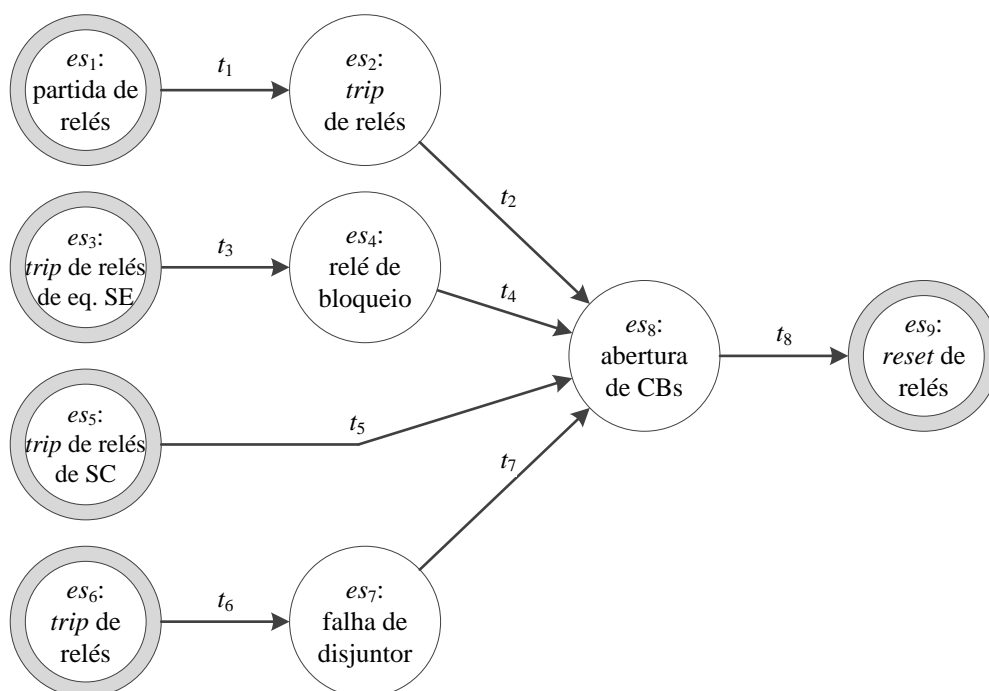 es₁:
partida de
relés
t₁
es₂:
trip
de relés
t₂
es₃:
trip de relés
de eq. SE
t₃
es₄:
relé de
bloqueio
t₄
es₅:
trip de relés
de SC
t₅
es₆:
trip de
relés
t₆
es₇:
falha de
disjuntor
t₇
es₈:
abertura
de CBs
t₈
es₉:
reset de
relés